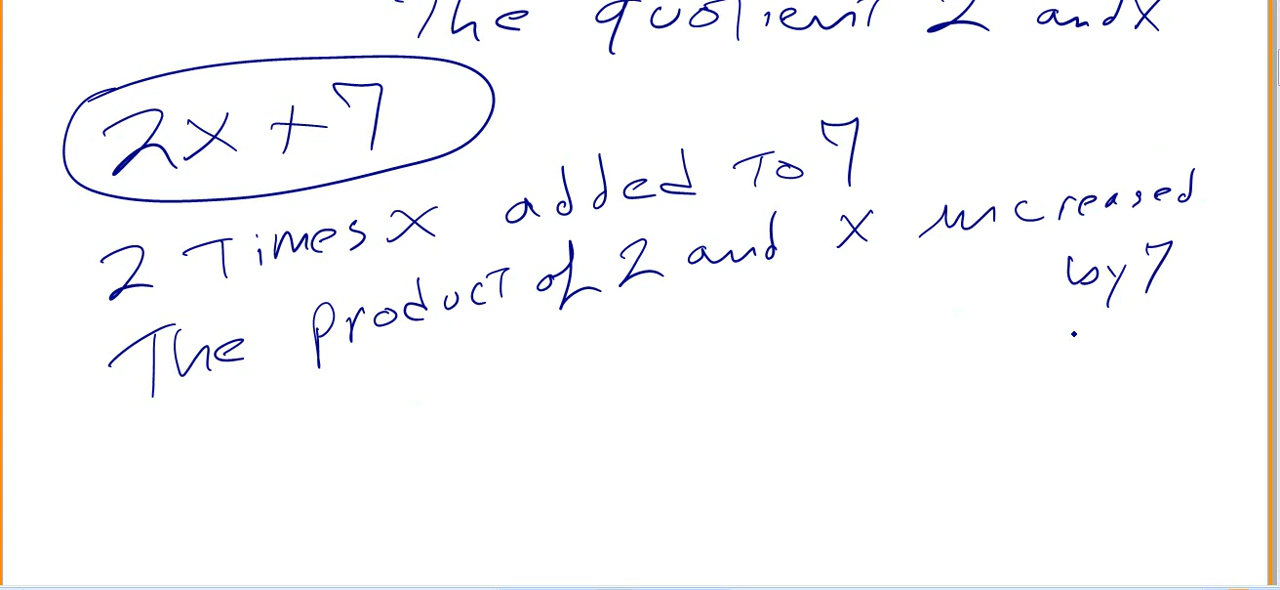 The quotient 2 and x
2x + 7
2 Times x added to 7
The product of 2 and x increased
by 7